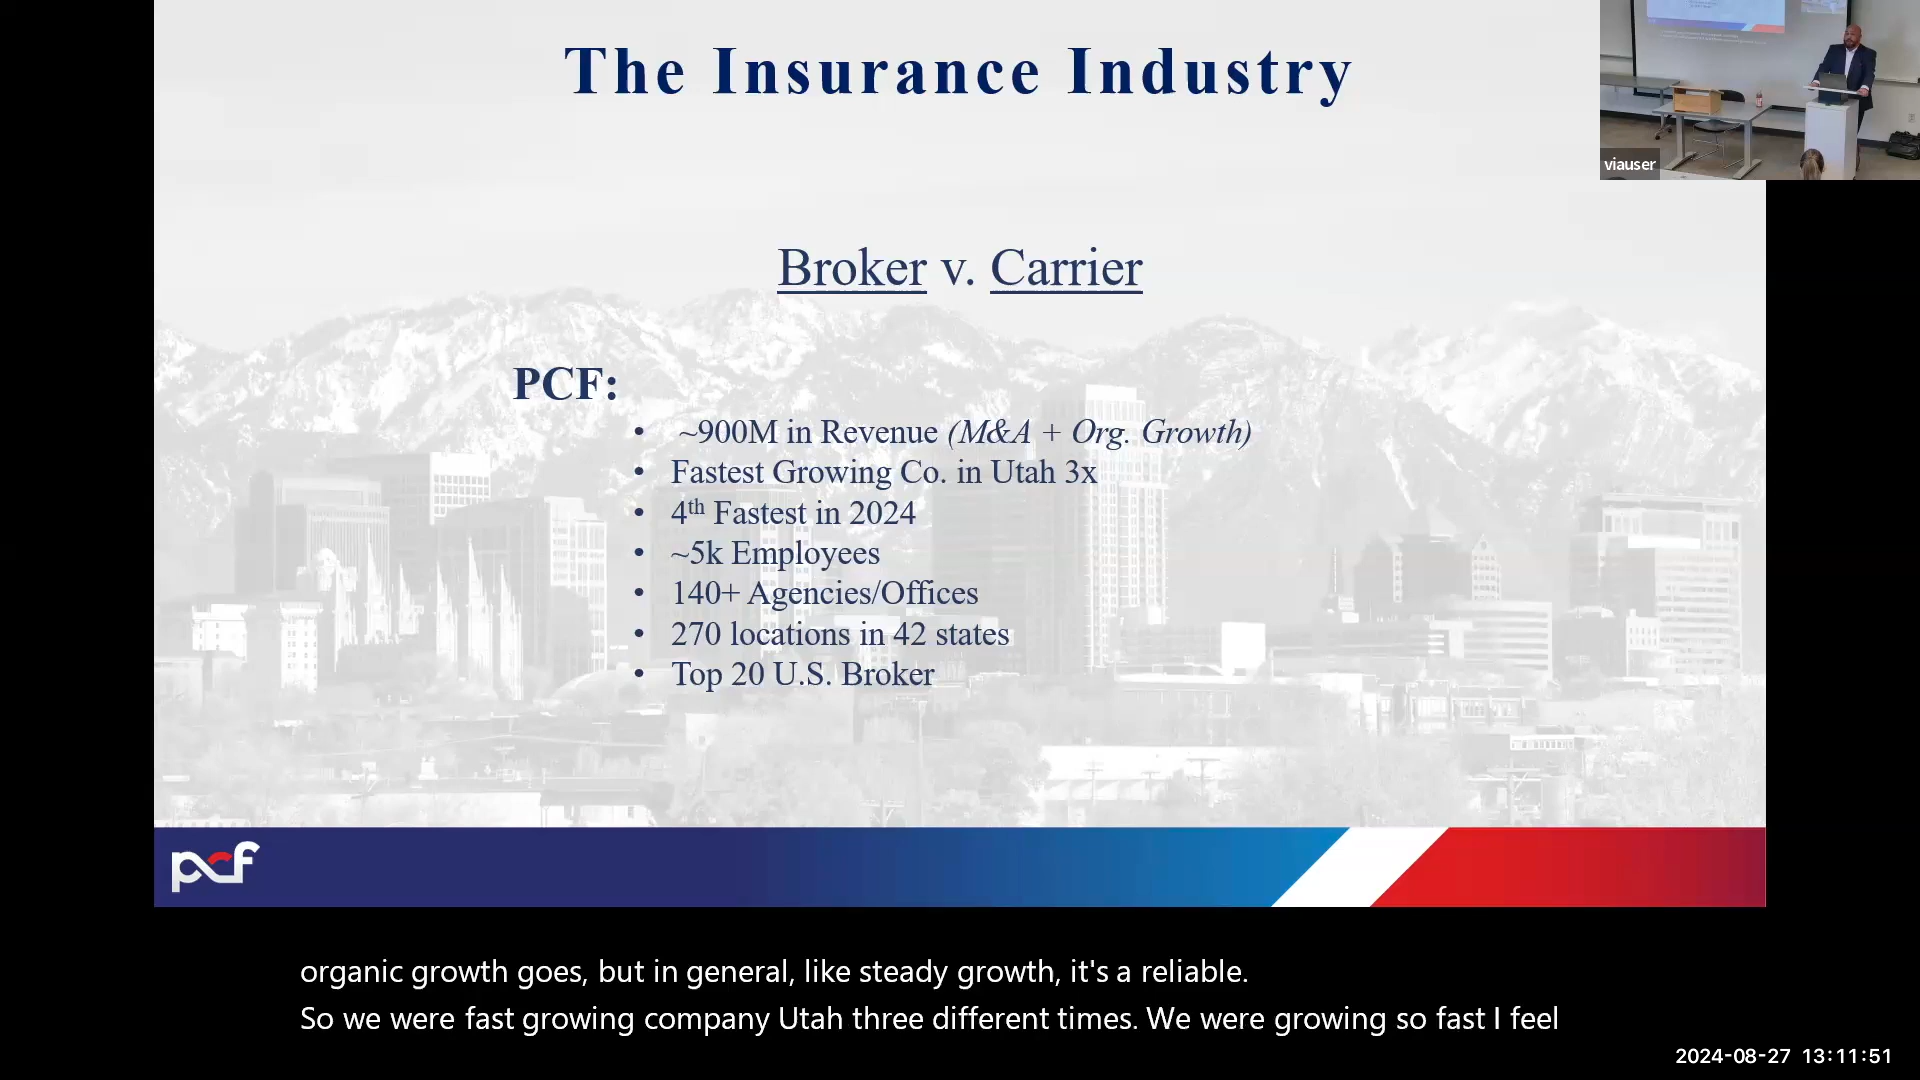 The Insurance Industry
viauser
Broker v. Carrier
PCF:
• ~900M in Revenue (M&A + Org. Growth)
• Fastest Growing Co. in Utah 3x
• 4th Fastest in 2024
• ~5k Employees
• 140+ Agencies/Offices
• 270 locations in 42 states
• Top 20 U.S. Broker
pcf
organic growth goes, but in general, like steady growth, it's a reliable.
So we were fast growing company Utah three different times. We were growing so fast I feel
2024-08-27 13:11:51